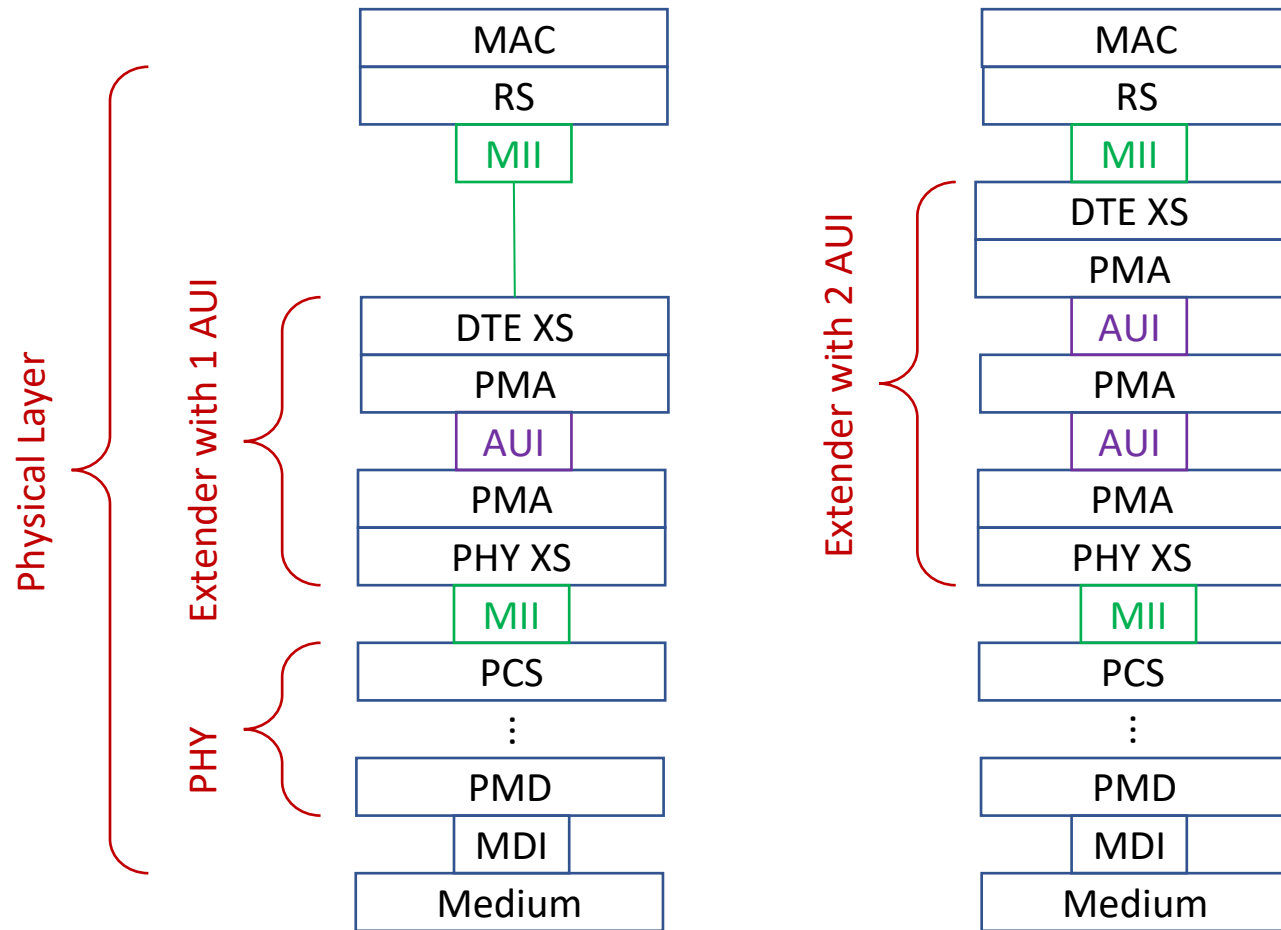 Physical Layer
Extender with 1 AUI
PHY
MAC
RS
MII
DTE XS
PMA
AUI
PMA
PHY XS
MII
PCS
⋮
PMD
MDI
Medium
Extender with 2 AUI
MAC
RS
MII
DTE XS
PMA
AUI
PMA
AUI
PMA
PHY XS
MII
PCS
⋮
PMD
MDI
Medium